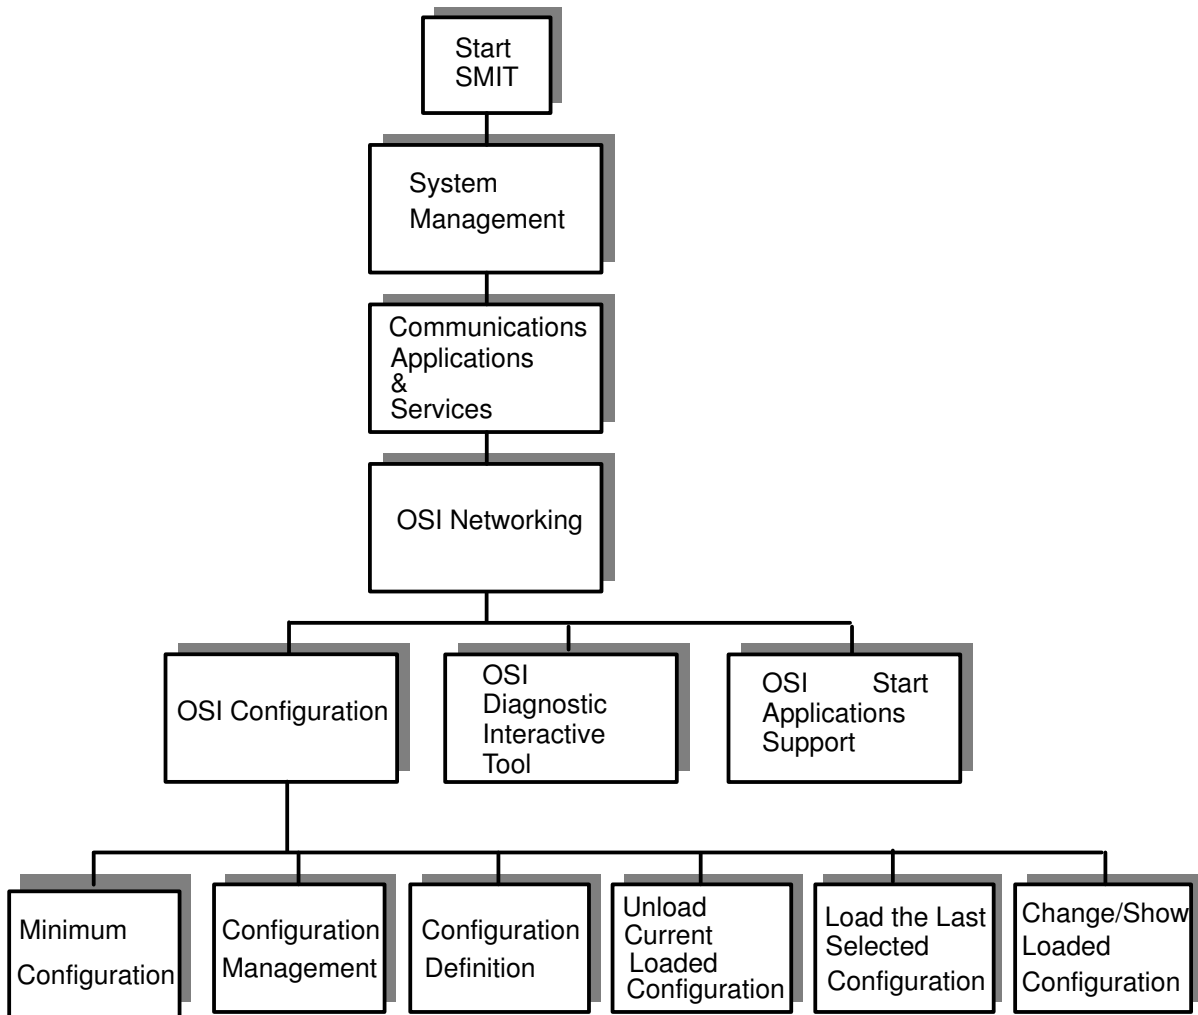 Start
SMIT
System
Management
Communications
Applications
&
Services
OSI Networking
OSI Configuration
OSI
Diagnostic
Interactive
Tool
OSI Start
Applications
Support
Minimum
Configuration
Configuration
Management
Configuration
Definition
Unload
Current
Loaded
Configuration
Load the Last
Selected
Configuration
Change/Show
Loaded
Configuration